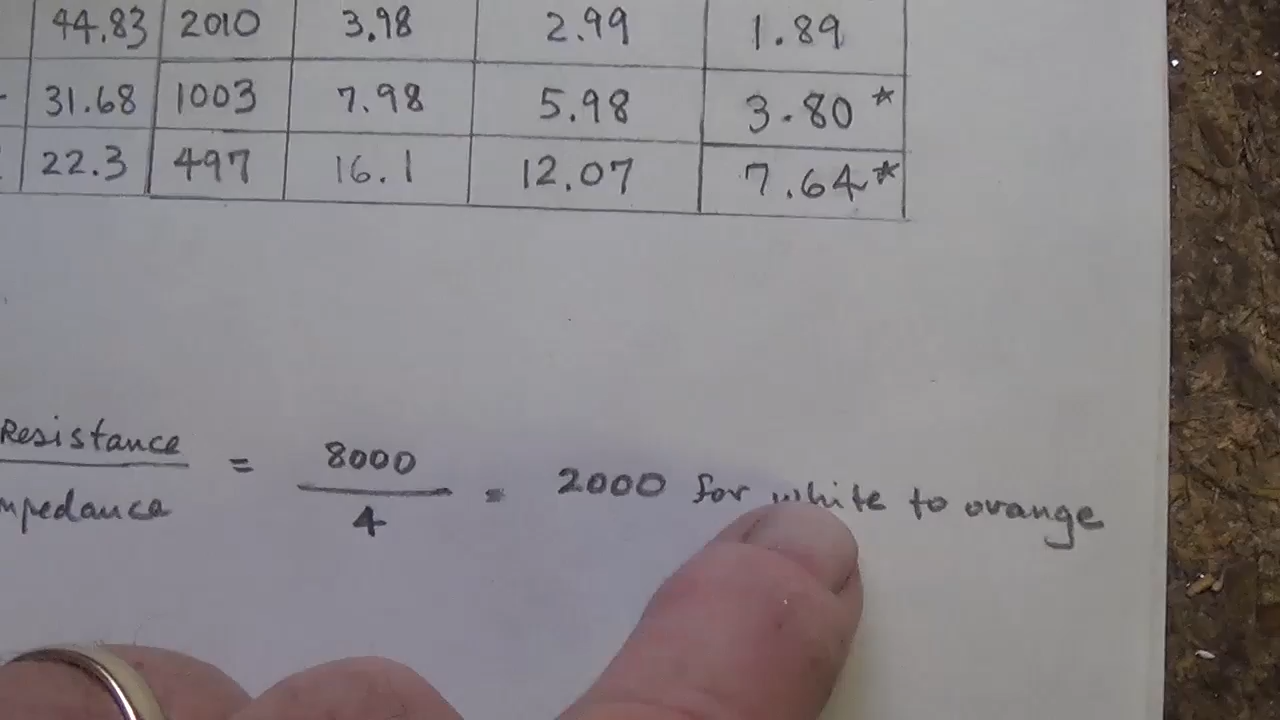 44.83 2010 3.98 2.99 1.89
31.68 1003 7.98 5.98 3.80 *
22.3 497 16.1 12.07 7.64 *
Resistance = 8000 = 2000 for white to orange
mpedance 4